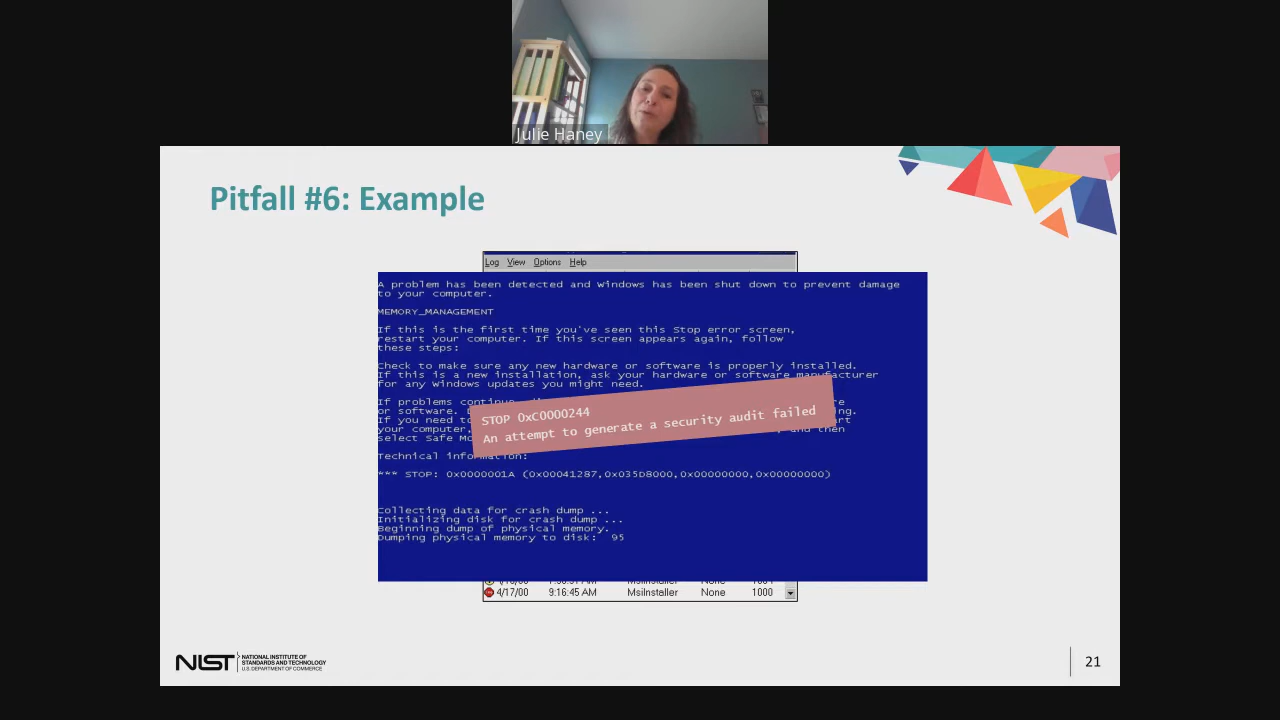 Julie Haney
Pitfall #6: Example
Log View Options Help
A problem has been detected and Windows has been shut down to prevent damage
to your computer.
MEMORY_MANAGEMENT
If this is the first time you've seen this Stop error screen,
restart your computer. If this screen appears again, follow
these steps:
Check to make sure any new hardware or software is properly installed.
If this is a new installation, ask your hardware or software manufacturer
for any Windows updates you might need.
If problems
or software.
If you need to
your computer, and then
select Safe
STOP 0xC0000244
An attempt to generate a security audit failed
Technical information:
*** STOP: 0x0000001A (0x00041287,0x035D8000,0x00000000,0x00000000)
Collecting data for crash dump ...
Initializing disk for crash dump ...
Beginning dump of physical memory.
Dumping physical memory to disk: 95
4/17/00 9:16:45 AM MsiInstaller None 1000
NIST NATIONAL INSTITUTE OF
STANDARDS AND TECHNOLOGY
U.S. DEPARTMENT OF COMMERCE
21